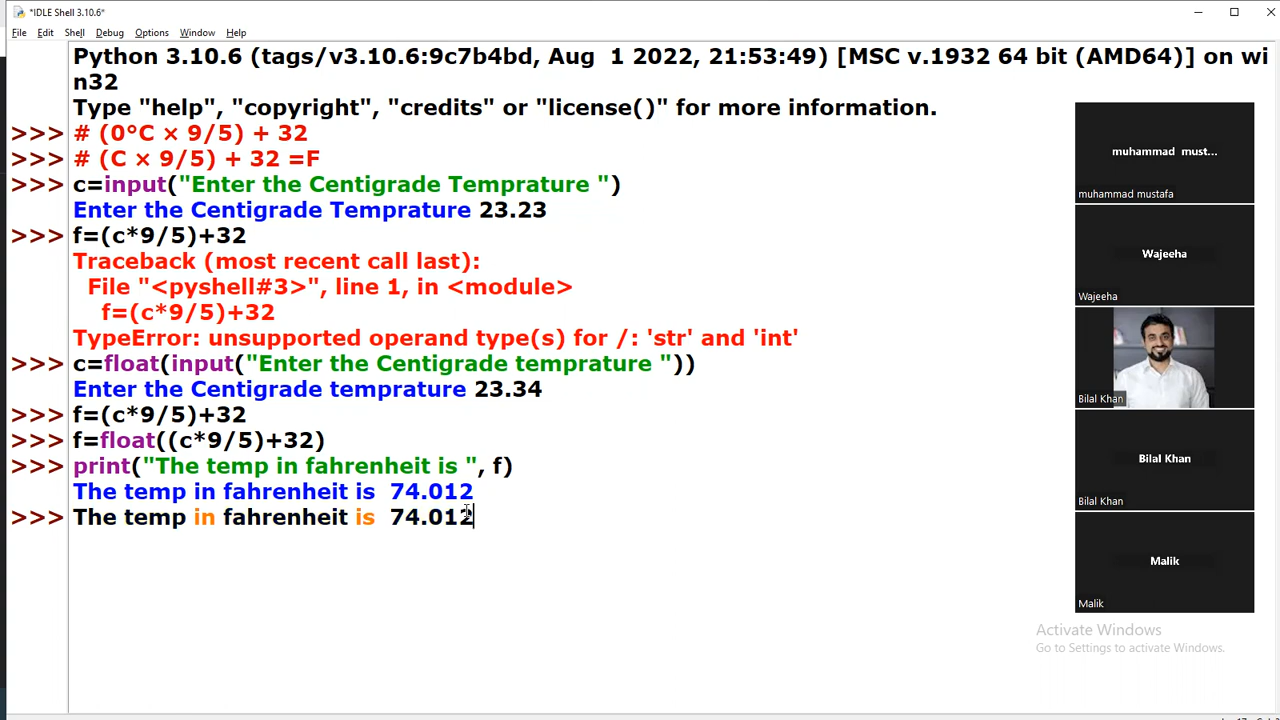 *IDLE Shell 3.10.6*
File Edit Shell Debug Options Window Help
Python 3.10.6 (tags/v3.10.6:9c7b4bd, Aug  1 2022, 21:53:49) [MSC v.1932 64 bit (AMD64)] on wi
n32
Type "help", "copyright", "credits" or "license()" for more information.
>>> # (0°C × 9/5) + 32
>>> # (C × 9/5) + 32 =F
>>> c=input("Enter the Centigrade Temprature ")
Enter the Centigrade Temprature 23.23
>>> f=(c*9/5)+32
Traceback (most recent call last):
  File "<pyshell#3>", line 1, in <module>
    f=(c*9/5)+32
TypeError: unsupported operand type(s) for /: 'str' and 'int'
>>> c=float(input("Enter the Centigrade temprature "))
Enter the Centigrade temprature 23.34
>>> f=(c*9/5)+32
>>> f=float((c*9/5)+32)
>>> print("The temp in fahrenheit is ", f)
The temp in fahrenheit is  74.012
>>> The temp in fahrenheit is  74.012
muhammad must...
muhammad mustafa
Wajeeha
Wajeeha
Bilal Khan
Bilal Khan
Bilal Khan
Malik
Malik
Activate Windows
Go to Settings to activate Windows.